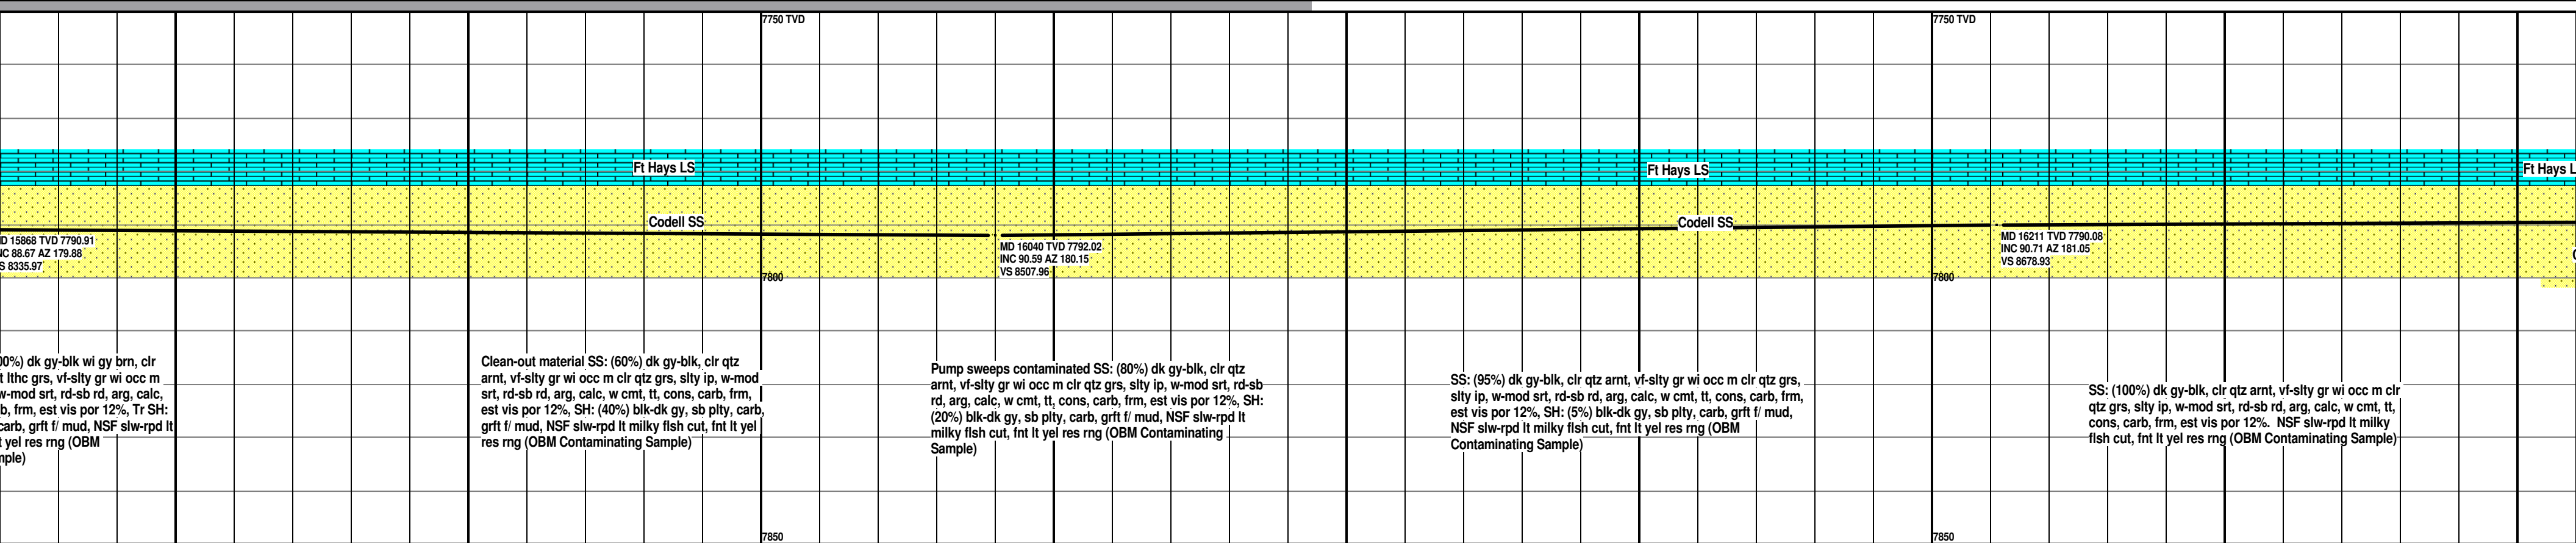 7750 TVD
7750 TVD
Ft Hays LS
Ft Hays LS
Ft Hays L
Codell SS
Codell SS
D 15868 TVD 7790.91
NC 88.67 AZ 179.88
S 8335.97
MD 16040 TVD 7792.02
INC 90.59 AZ 180.15
VS 8507.96
MD 16211 TVD 7790.08
INC 90.71 AZ 181.05
VS 8678.93
7800
7800
00%) dk gy-blk wi gy brn, clr
t lthc grs, vf-slty gr wi occ m
w-mod srt, rd-sb rd, arg, calc,
b, frm, est vis por 12%, Tr SH:
carb, grft f/ mud, NSF slw-rpd lt
t yel res rng (OBM
mple)
Clean-out material SS: (60%) dk gy-blk, clr qtz
arnt, vf-slty gr wi occ m clr qtz grs, slty ip, w-mod
srt, rd-sb rd, arg, calc, w cmt, tt, cons, carb, frm,
est vis por 12%, SH: (40%) blk-dk gy, sb plty, carb,
grft f/ mud, NSF slw-rpd lt milky flsh cut, fnt lt yel
res rng (OBM Contaminating Sample)
Pump sweeps contaminated SS: (80%) dk gy-blk, clr qtz
arnt, vf-slty gr wi occ m clr qtz grs, slty ip, w-mod srt, rd-sb
rd, arg, calc, w cmt, tt, cons, carb, frm, est vis por 12%, SH:
(20%) blk-dk gy, sb plty, carb, grft f/ mud, NSF slw-rpd lt
milky flsh cut, fnt lt yel res rng (OBM Contaminating
Sample)
SS: (95%) dk gy-blk, clr qtz arnt, vf-slty gr wi occ m clr qtz grs,
slty ip, w-mod srt, rd-sb rd, arg, calc, w cmt, tt, cons, carb, frm,
est vis por 12%, SH: (5%) blk-dk gy, sb plty, carb, grft f/ mud,
NSF slw-rpd lt milky flsh cut, fnt lt yel res rng (OBM
Contaminating Sample)
SS: (100%) dk gy-blk, clr qtz arnt, vf-slty gr wi occ m clr
qtz grs, slty ip, w-mod srt, rd-sb rd, arg, calc, w cmt, tt,
cons, carb, frm, est vis por 12%. NSF slw-rpd lt milky
flsh cut, fnt lt yel res rng (OBM Contaminating Sample)
7850
7850